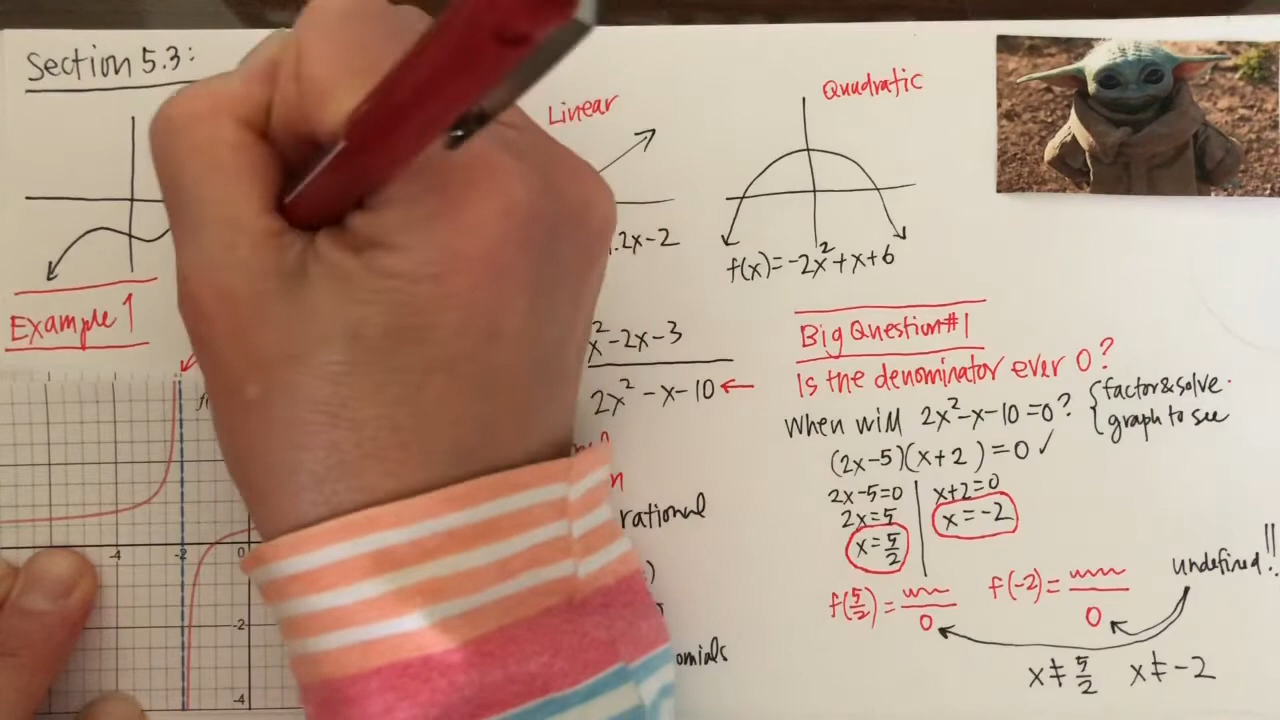 Section 5.3:
Linear
Quadratic
.2x-2
f(x)=-2x²+x+6
Example 1
x²-2x-3
2x²-x-10 ←
rational
omials
-4
-2
0
-2
-4
Big Question#1
Is the denominator ever 0?
When will 2x²-x-10=0?
factor&solve.
graph to see
(2x-5)(x+2)=0 ✓
2x-5=0
2x=5
x=5/2
x+2=0
x=-2
f(5/2)=
0
f(-2)=
0
undefined!!
x≠5/2 x≠-2